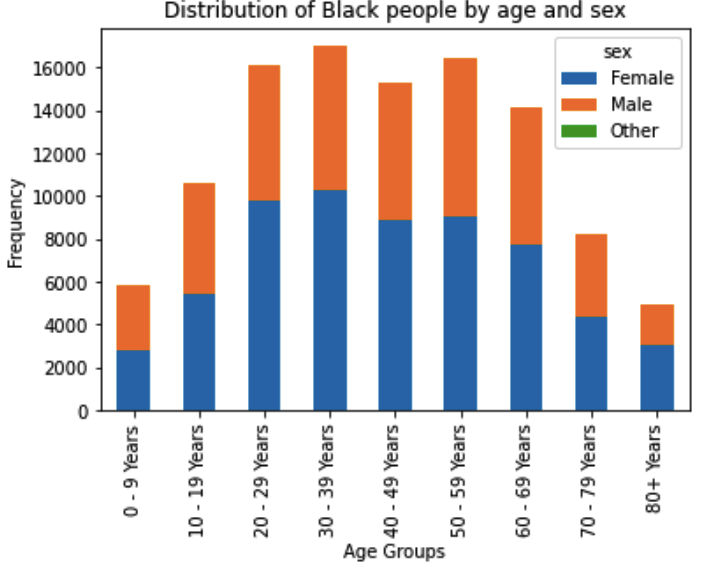 Distribution of Black people by age and sex
sex
Female
Male
Other
Frequency
16000
14000
12000
10000
8000
6000
4000
2000
0
0 - 9 Years
10 - 19 Years
20 - 29 Years
30 - 39 Years
40 - 49 Years
50 - 59 Years
60 - 69 Years
70 - 79 Years
80+ Years
Age Groups